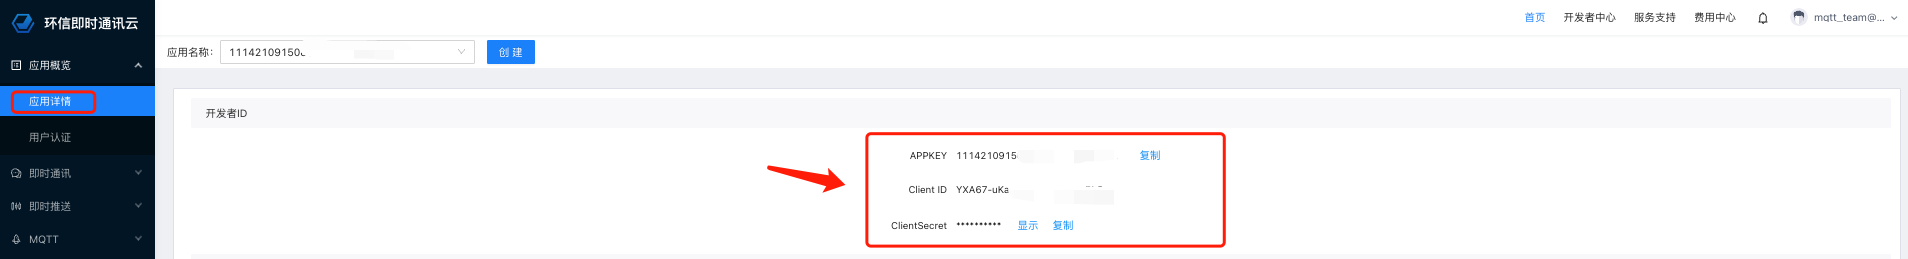 环信即时通讯云
首页 开发者中心 服务支持 费用中心 mqtt_team@...
应用名称: 11142109150 创 建
应用概览
应用详情
用户认证
即时通讯
即时推送
MQTT
开发者ID
APPKEY 1114210915 复制
Client ID YXA67-uKa
ClientSecret ********** 显示 复制